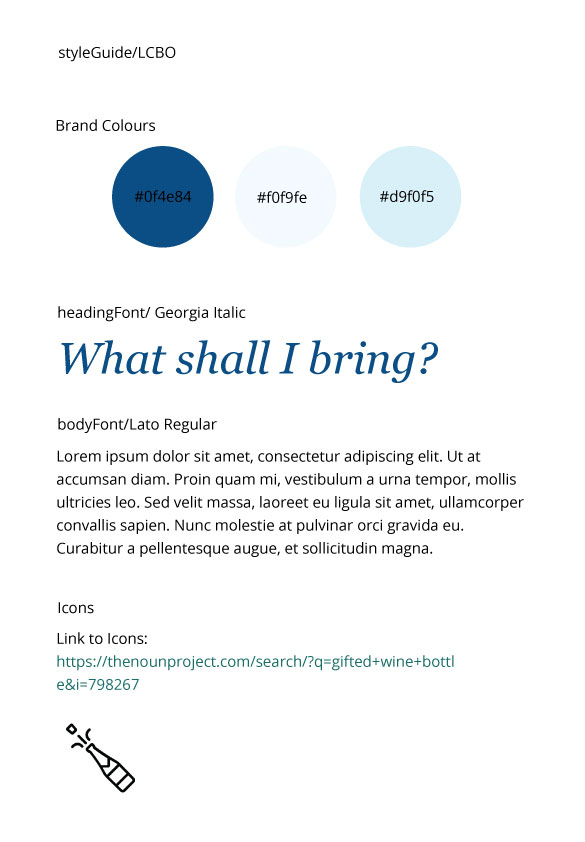 styleGuide/LCBO
Brand Colours
#0f4e84
#f0f9fe
#d9f0f5
headingFont/ Georgia Italic
What shall I bring?
bodyFont/Lato Regular
Lorem ipsum dolor sit amet, consectetur adipiscing elit. Ut at
accumsan diam. Proin quam mi, vestibulum a urna tempor, mollis
ultricies leo. Sed velit massa, laoreet eu ligula sit amet, ullamcorper
convallis sapien. Nunc molestie at pulvinar orci gravida eu.
Curabitur a pellentesque augue, et sollicitudin magna.
Icons
Link to Icons:
https://thenounproject.com/search/?q=gifted+wine+bottl
e&i=798267